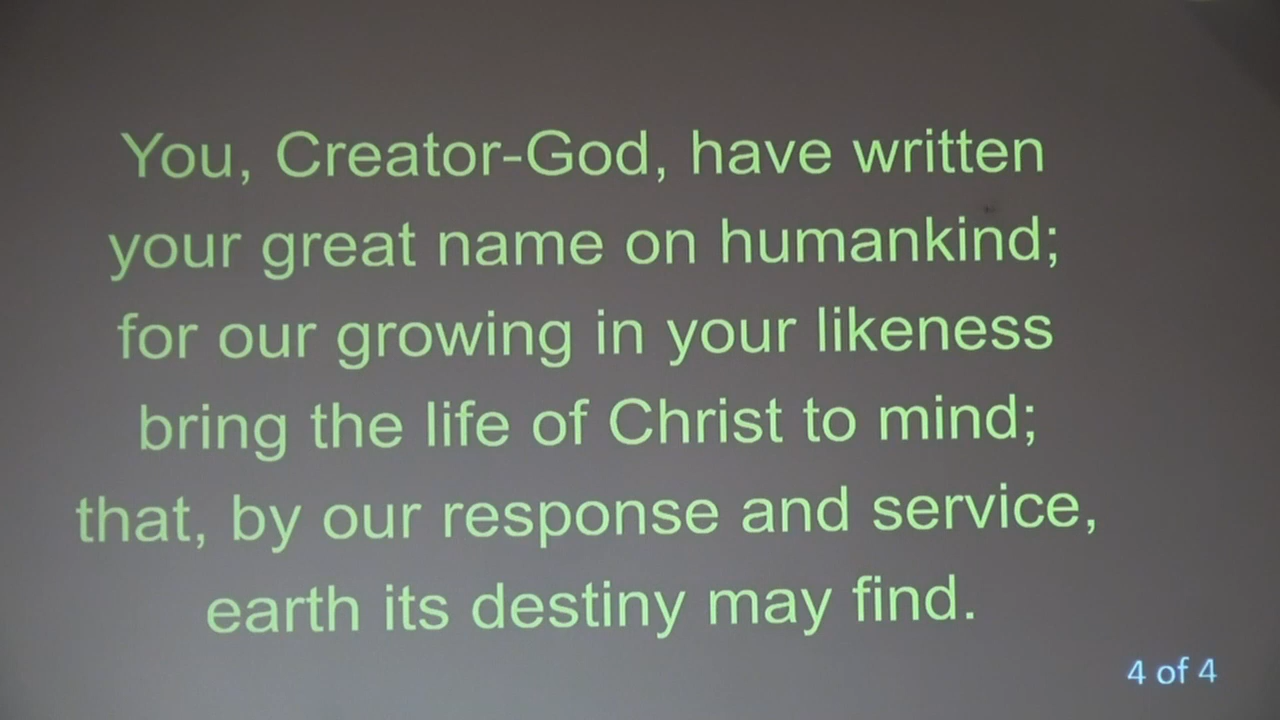 You, Creator-God, have written
your great name on humankind;
for our growing in your likeness
bring the life of Christ to mind;
that, by our response and service,
earth its destiny may find.
4 of 4